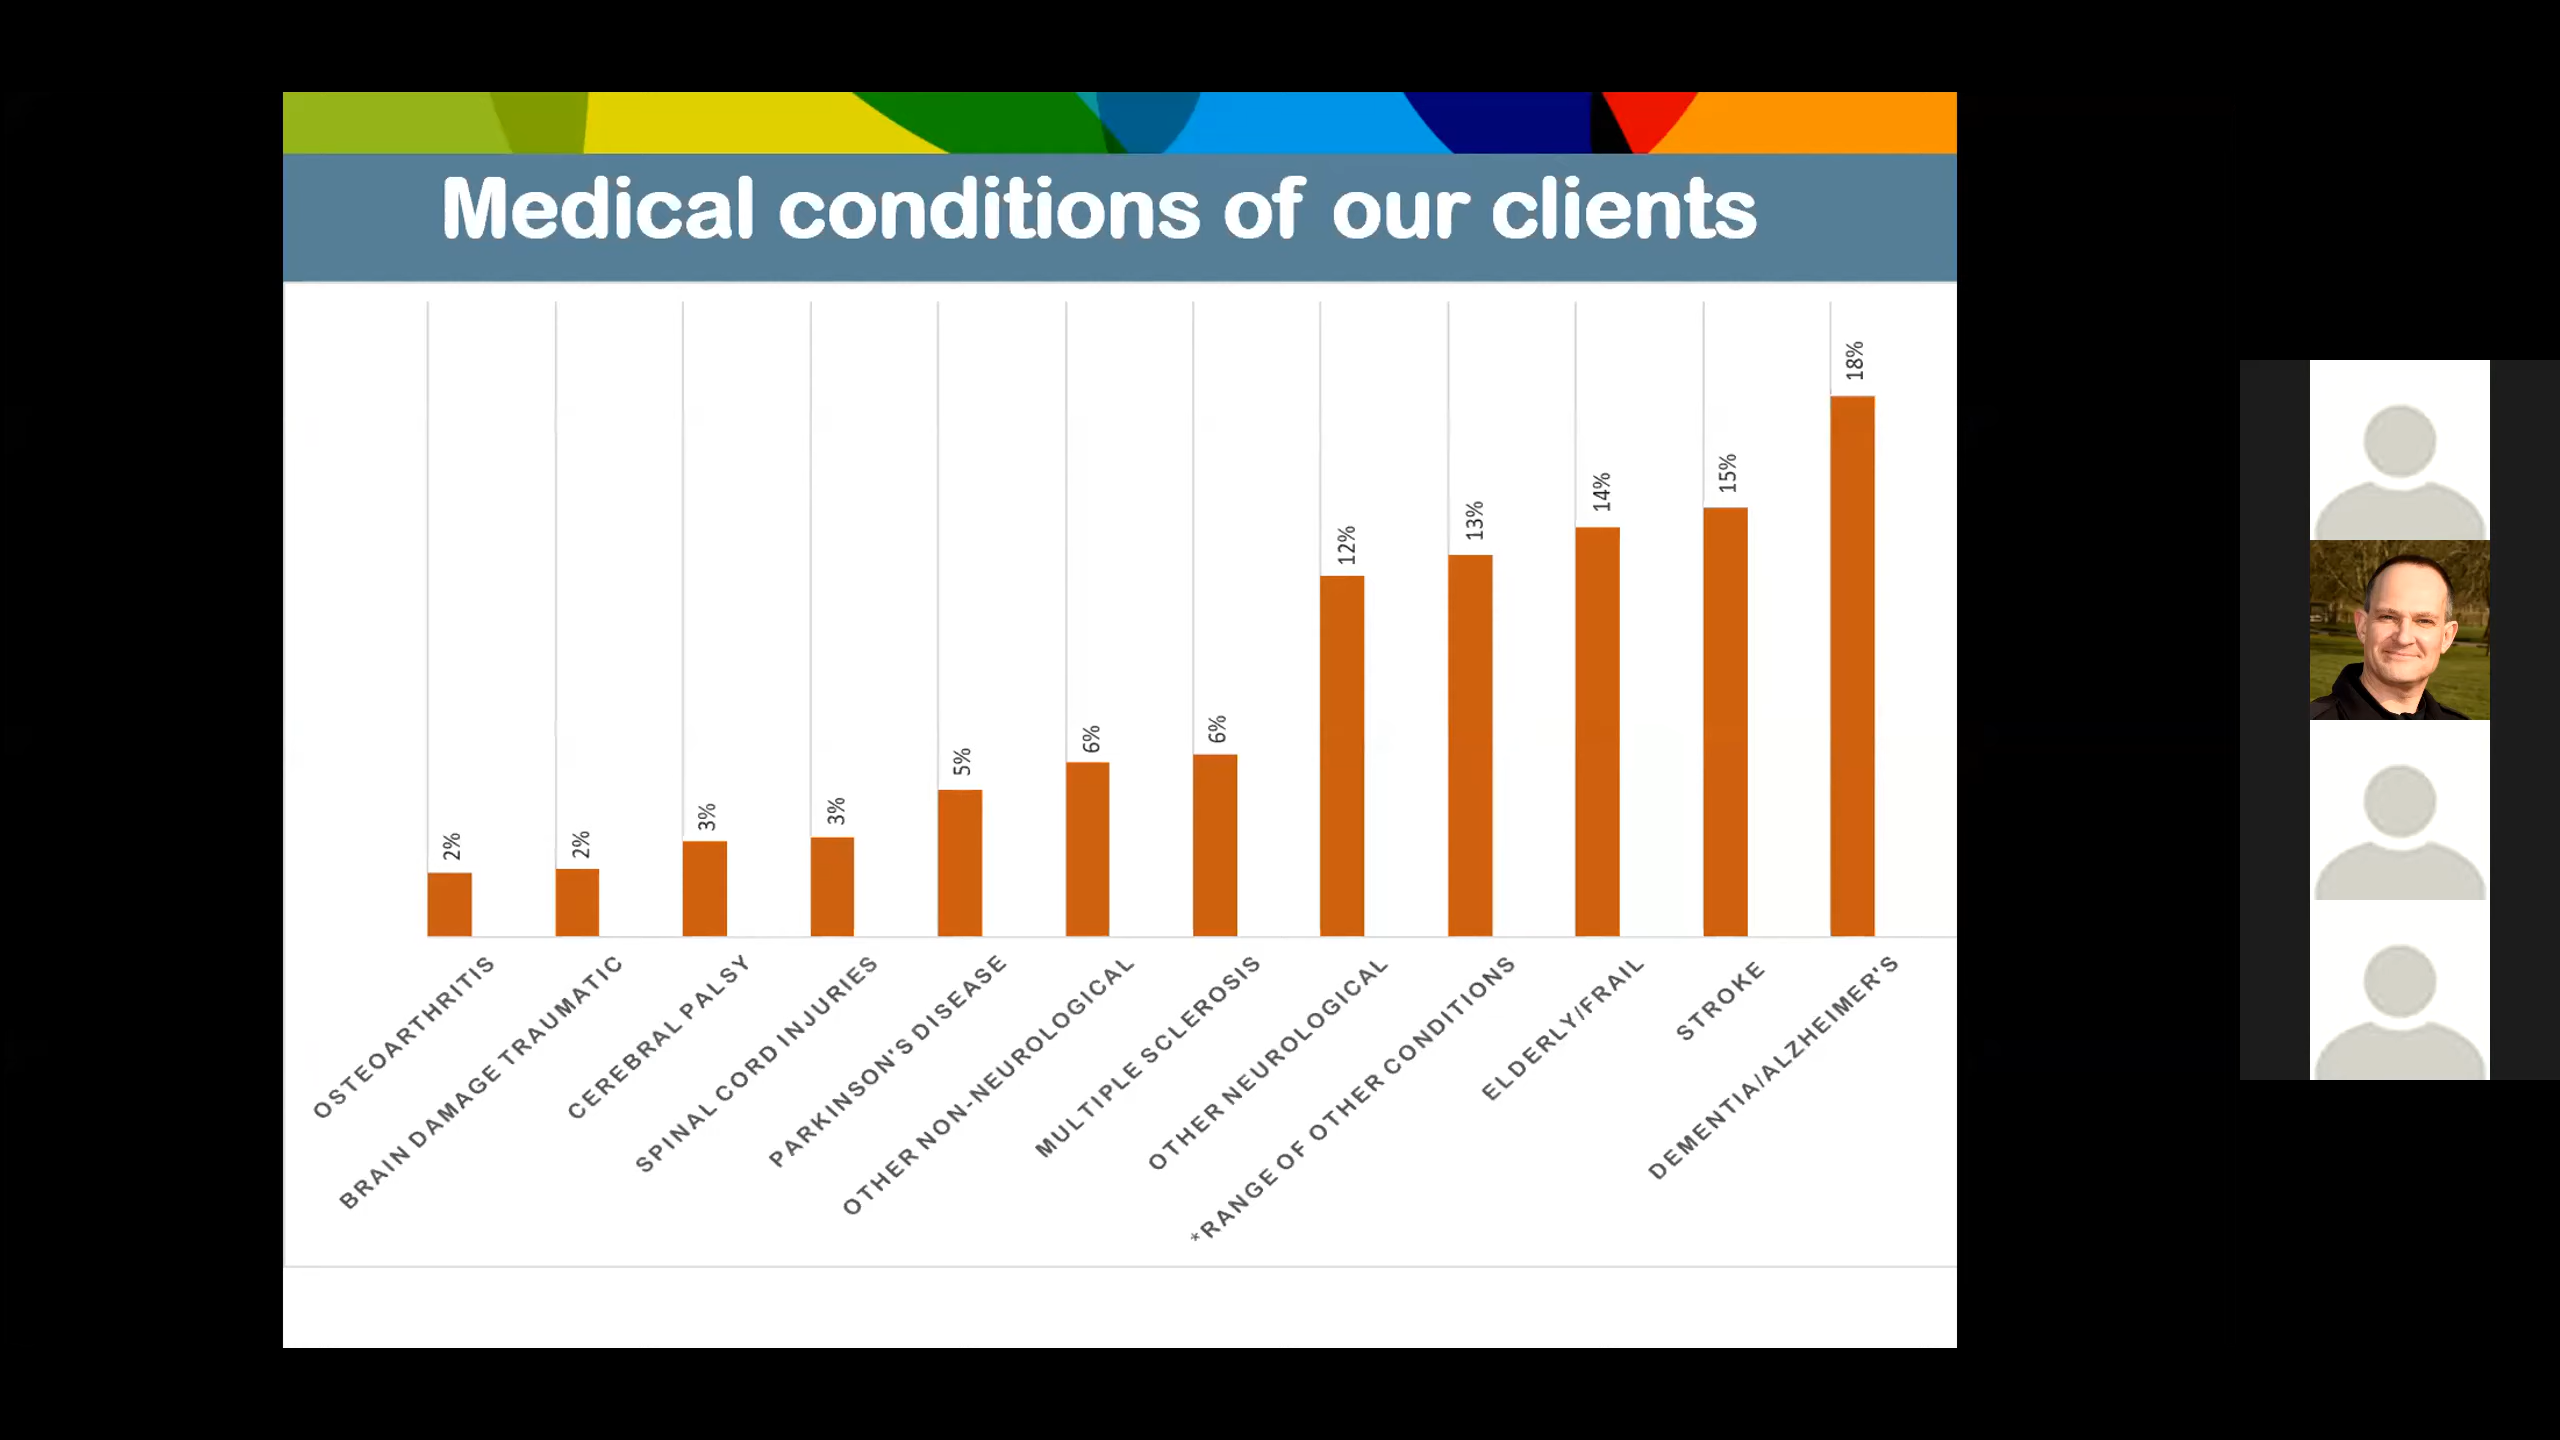 Medical conditions of our clients
2%
2%
3%
3%
5%
6%
6%
12%
13%
14%
15%
18%
OSTEOARTHRITIS
BRAIN DAMAGE TRAUMATIC
CEREBRAL PALSY
SPINAL CORD INJURIES
PARKINSON'S DISEASE
OTHER NON-NEUROLOGICAL
MULTIPLE SCLEROSIS
OTHER NEUROLOGICAL
*RANGE OF OTHER CONDITIONS
ELDERLY/FRAIL
STROKE
DEMENTIA/ALZHEIMER'S